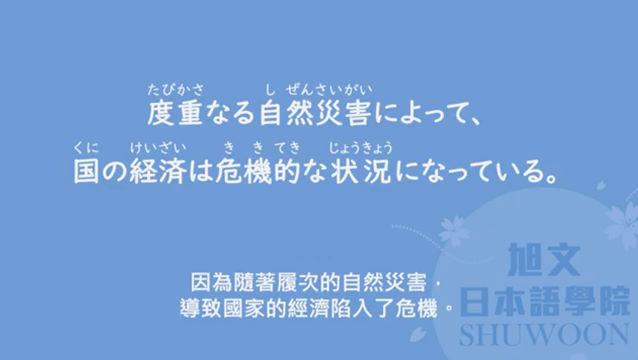 たびかさ しぜんさいがい
度重なる自然災害によって、
くに けいざい ききてき じょうきょう
国の経済は危機的な状況になっている。
因為隨著履次的自然災害，
導致國家的經濟陷入了危機。
旭文
日本語學院
SHUWOON